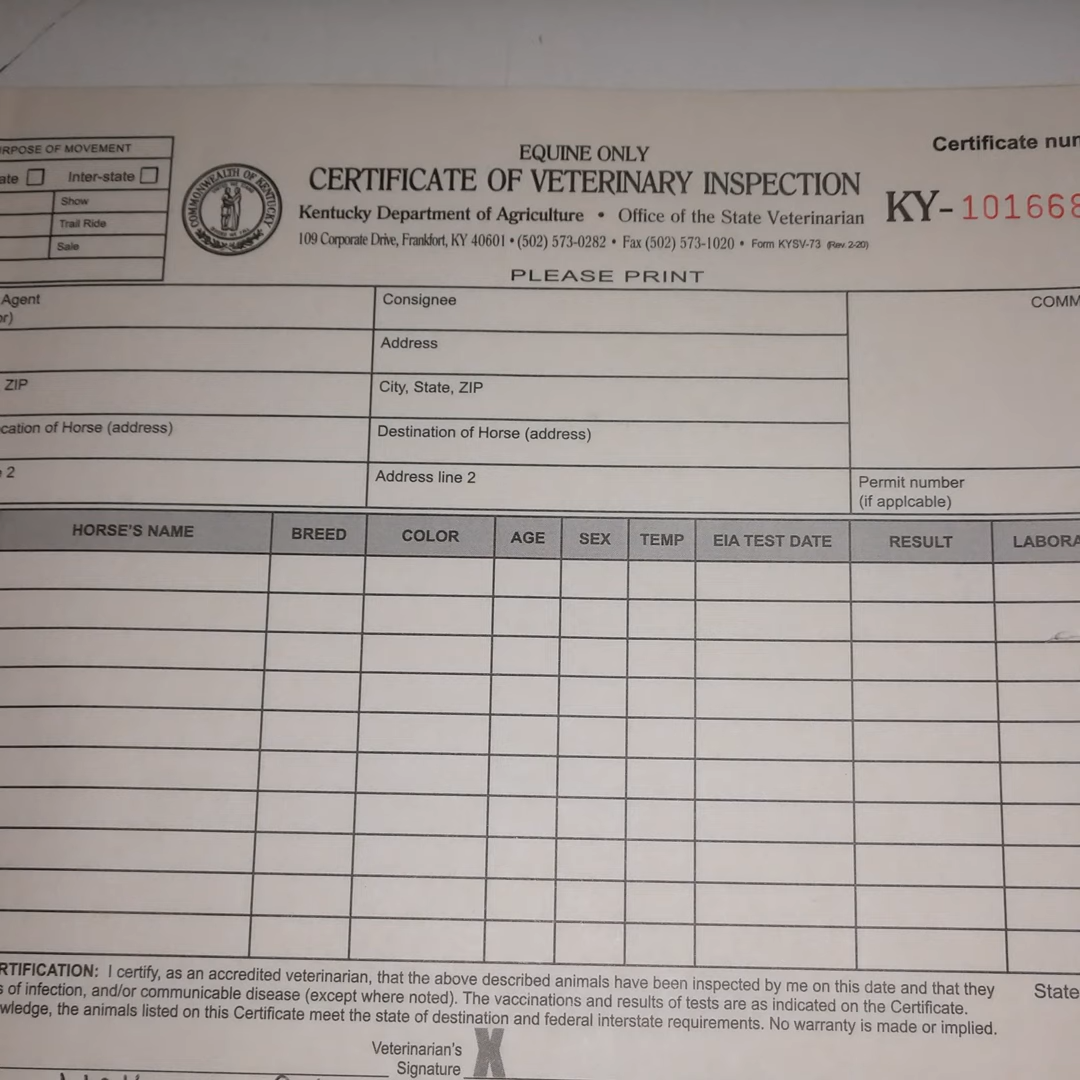 RPOSE OF MOVEMENT
ate Inter-state
Show
Trail Ride
Sale
COMMONWEALTH OF KENTUCKY
EQUINE ONLY
CERTIFICATE OF VETERINARY INSPECTION
Kentucky Department of Agriculture • Office of the State Veterinarian
109 Corporate Drive, Frankfort, KY 40601 • (502) 573-0282 • Fax (502) 573-1020 • Form KYSV-73 (Rev. 2-20)
PLEASE PRINT
Certificate nur
KY-101668
Agent
or)
Consignee
COMM
Address
ZIP
City, State, ZIP
cation of Horse (address)
Destination of Horse (address)
2
Address line 2
Permit number
(if applcable)
HORSE'S NAME BREED COLOR AGE SEX TEMP EIA TEST DATE RESULT LABORA
RTIFICATION: I certify, as an accredited veterinarian, that the above described animals have been inspected by me on this date and that they
s of infection, and/or communicable disease (except where noted). The vaccinations and results of tests are as indicated on the Certificate.
wledge, the animals listed on this Certificate meet the state of destination and federal interstate requirements. No warranty is made or implied.
State
Veterinarian's
Signature X